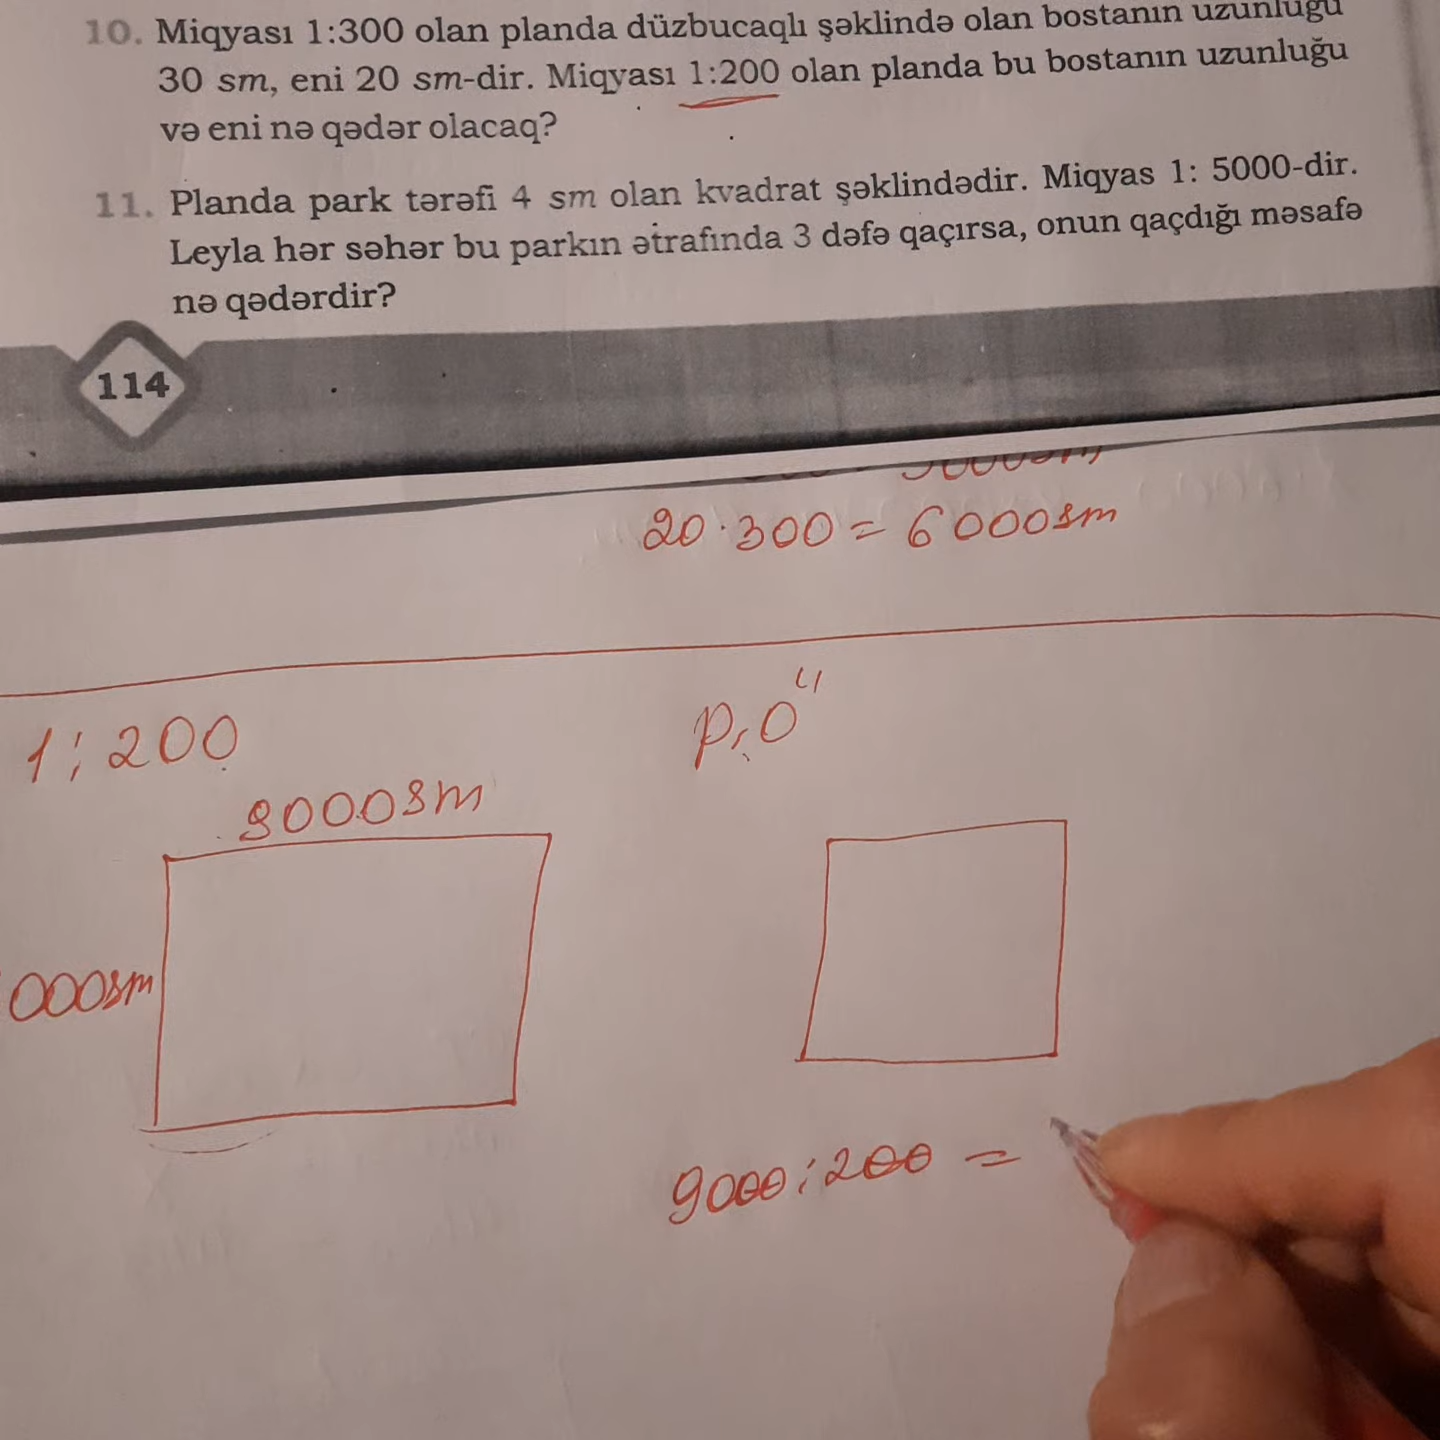 10. Miqyası 1:300 olan planda düzbucaqlı şəklində olan bostanın uzunluğu
30 sm, eni 20 sm-dir. Miqyası 1:200 olan planda bu bostanın uzunluğu
və eni nə qədər olacaq?
11. Planda park tərəfi 4 sm olan kvadrat şəklindədir. Miqyas 1: 5000-dir.
Leyla hər səhər bu parkın ətrafında 3 dəfə qaçırsa, onun qaçdığı məsafə
nə qədərdir?
114
20·300=6000sm
1:200
9000sm
000sm
9000:200=